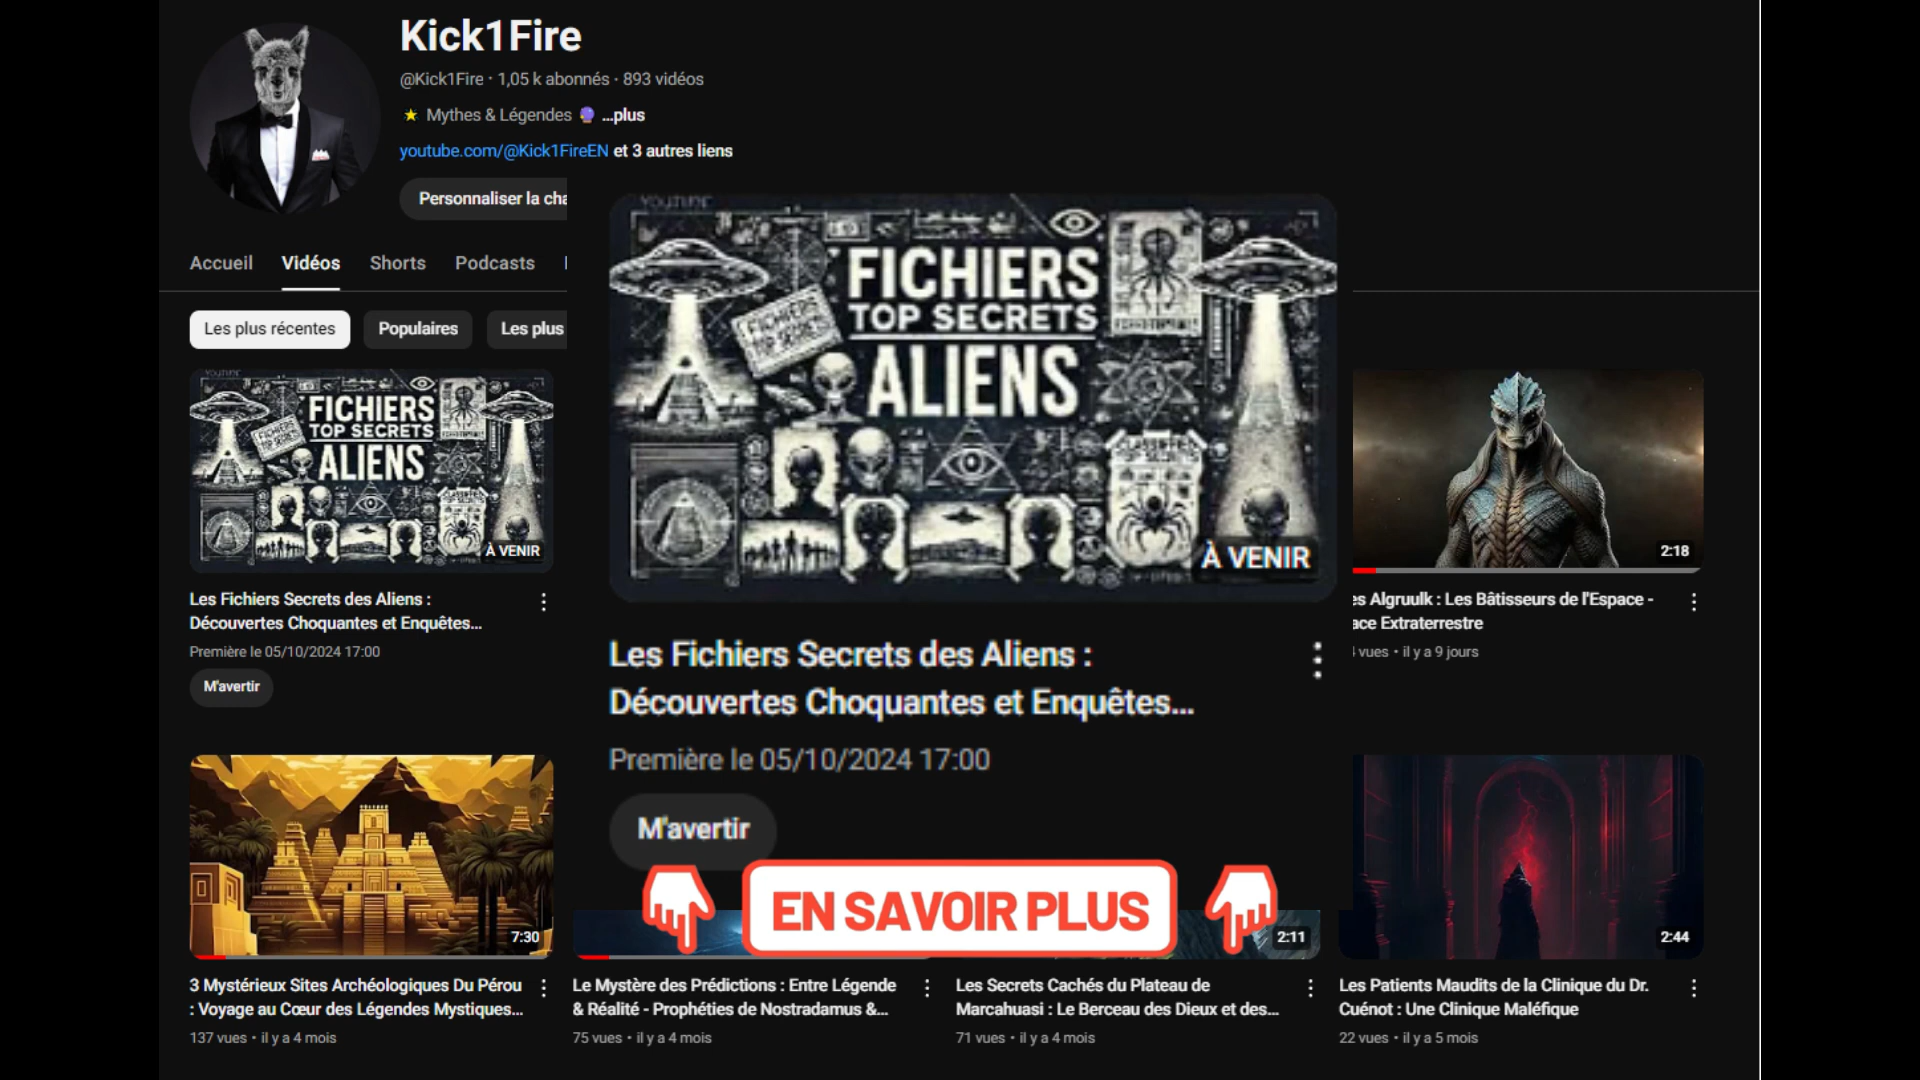 Kick1Fire
@Kick1Fire · 1,05 k abonnés · 893 vidéos
Mythes & Légendes ...plus
youtube.com/@Kick1FireEN et 3 autres liens
Personnaliser la cha
Accueil Vidéos Shorts Podcasts
Les plus récentes Populaires Les plus
YOUTUBE
FICHIERS
TOP SECRETS
ALIENS
À VENIR
Les Fichiers Secrets des Aliens :
Découvertes Choquantes et Enquêtes...
Première le 05/10/2024 17:00
M'avertir
YOUTUBE
FICHIERS
TOP SECRETS
ALIENS
FICHIERS
TOP SECRETS
À VENIR
Les Fichiers Secrets des Aliens :
Découvertes Choquantes et Enquêtes...
Première le 05/10/2024 17:00
M'avertir
EN SAVOIR PLUS
2:18
es Algruulk : Les Bâtisseurs de l'Espace -
ace Extraterrestre
vues • il y a 9 jours
7:30
3 Mystérieux Sites Archéologiques Du Pérou
: Voyage au Cœur des Légendes Mystiques...
137 vues • il y a 4 mois
Le Mystère des Prédictions : Entre Légende
& Réalité - Prophéties de Nostradamus &...
75 vues • il y a 4 mois
2:11
Les Secrets Cachés du Plateau de
Marcahuasi : Le Berceau des Dieux et des...
71 vues • il y a 4 mois
2:44
Les Patients Maudits de la Clinique du Dr.
Cuénot : Une Clinique Maléfique
22 vues • il y a 5 mois